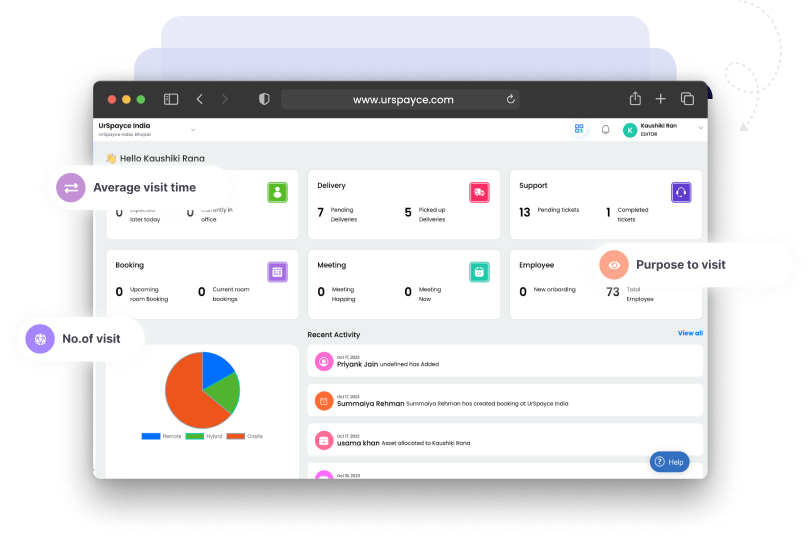 www.urspayce.com
UrSpayce India
UrSpayce India, Bhopal
K
Kaushiki Ran
EDITOR
👋 Hello Kaushiki Rana
Average visit time
0 Expected later today
0 Currently in office
Delivery
7 Pending Deliveries
5 Picked up Deliveries
Support
13 Pending tickets
1 Completed tickets
Booking
0 Upcoming room Booking
0 Current room bookings
Meeting
0 Meeting Happing
0 Meeting Now
Employee
Purpose to visit
0 New onbording
73 Total Employee
No.of visit
Remote
Hybrid
Onsite
Recent Activity
View all
Oct 17, 2023
Priyank Jain undefined has Added
Oct 17, 2023
Summaiya Rehman Summaiya Rehman has created booking at UrSpayce India
Oct 17, 2023
usama khan Asset allocated to Kaushiki Rana
Oct 16, 2023
Help